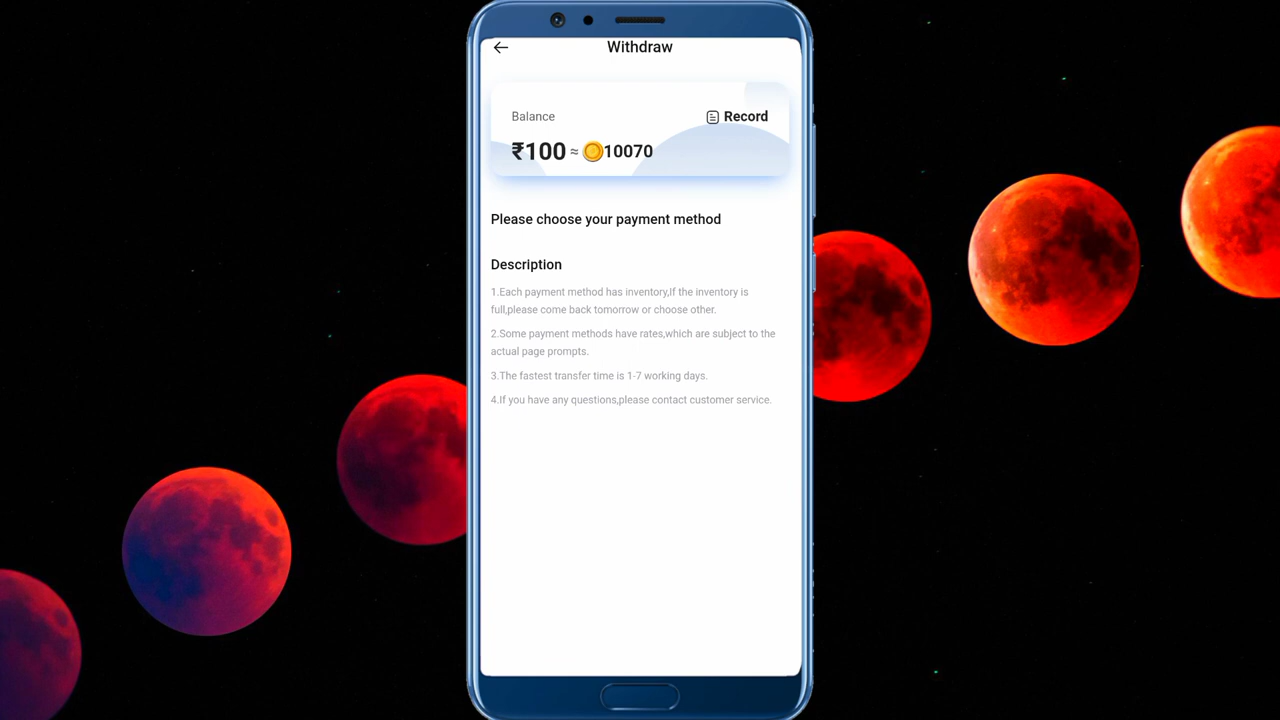 Withdraw
Balance
Record
₹100 ≈ 10070
Please choose your payment method
Description
1.Each payment method has inventory,If the inventory is
full,please come back tomorrow or choose other.
2.Some payment methods have rates,which are subject to the
actual page prompts.
3.The fastest transfer time is 1-7 working days.
4.If you have any questions,please contact customer service.